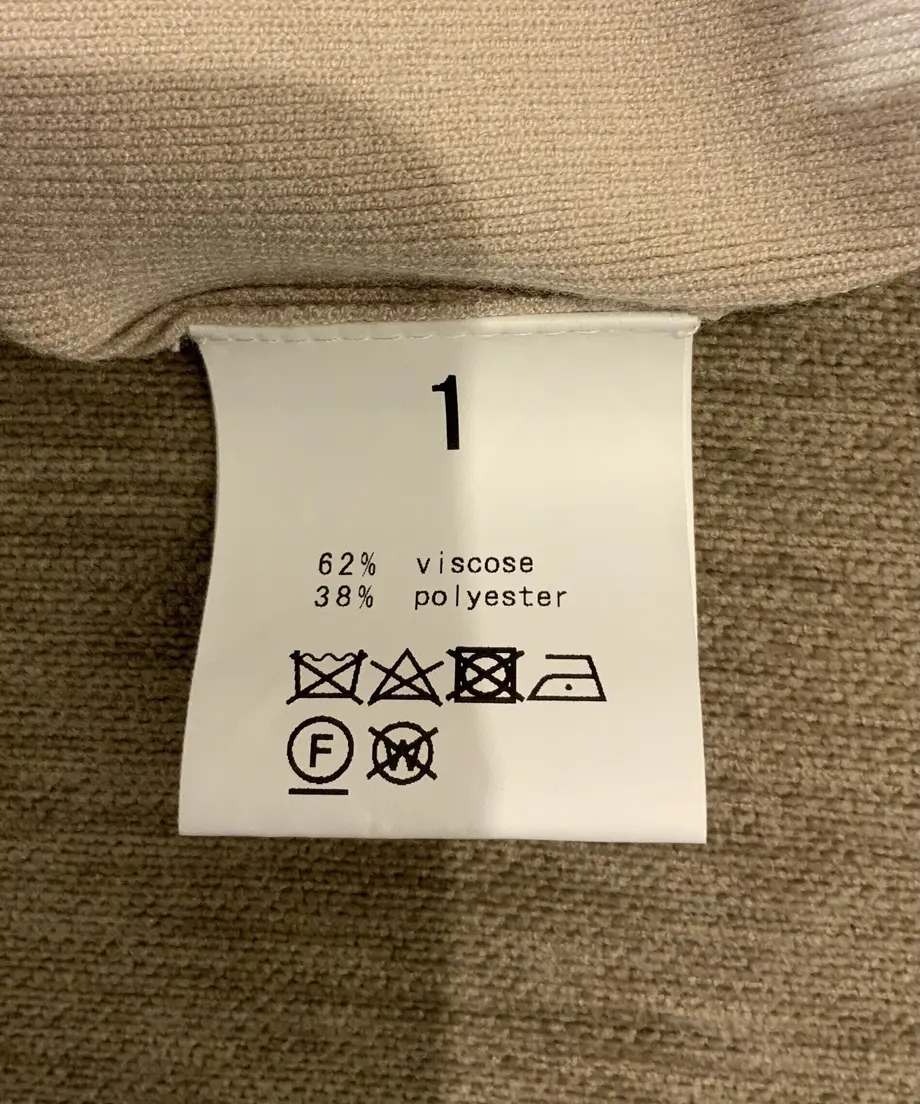 1
62% viscose
38% polyester
F W